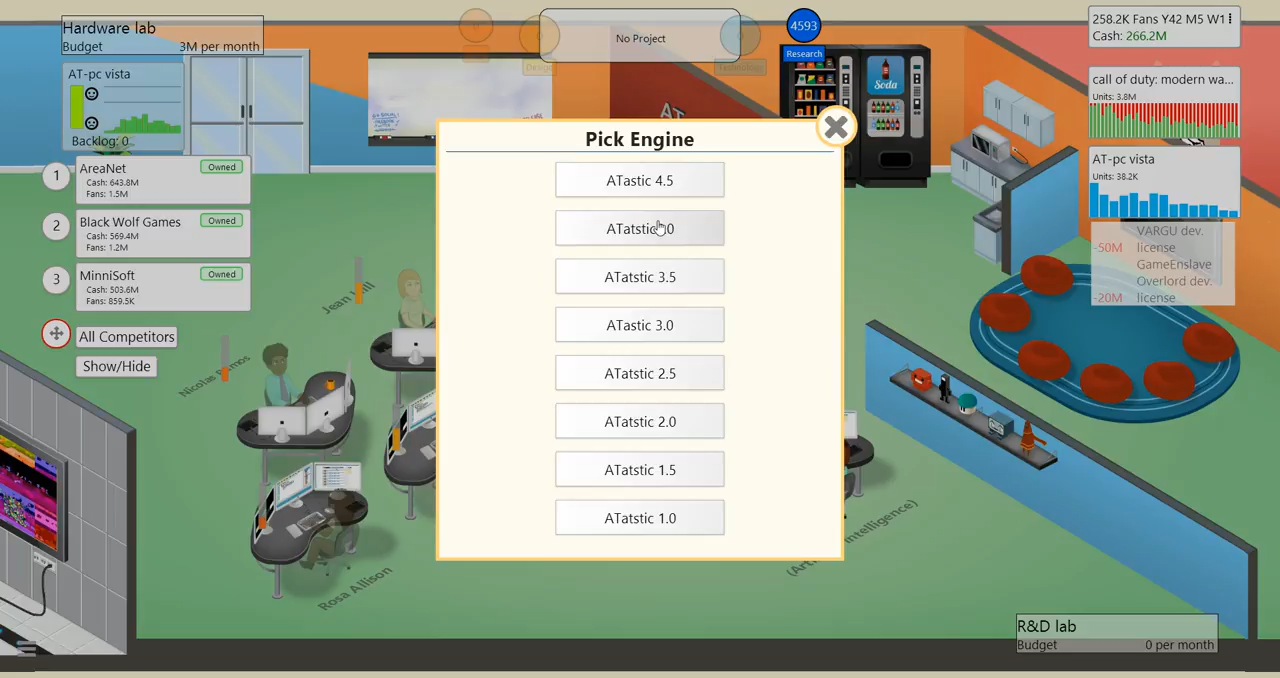 Hardware lab
Budget 3M per month
AT-pc vista
Backlog: 0
1 AreaNet Owned
Cash: 643.8M
Fans: 1.5M
2 Black Wolf Games Owned
Cash: 569.4M
Fans: 1.2M
3 MinniSoft Owned
Cash: 503.6M
Fans: 859.5K
All Competitors
Show/Hide
No Project
Design
Technology
4593
Research
Soda
AT
Pick Engine
ATastic 4.5
ATatstic 3.5
ATastic 3.0
ATatstic 2.5
ATatstic 2.0
ATatstic 1.5
ATatstic 1.0
258.2K Fans Y42 M5 W1
Cash: 266.2M
call of duty: modern wa...
Units: 3.8M
AT-pc vista
Units: 38.2K
VARGU dev.
-50M license
GameEnslave
Overlord dev.
-20M license
Rosa Allison
R&D lab
Budget 0 per month